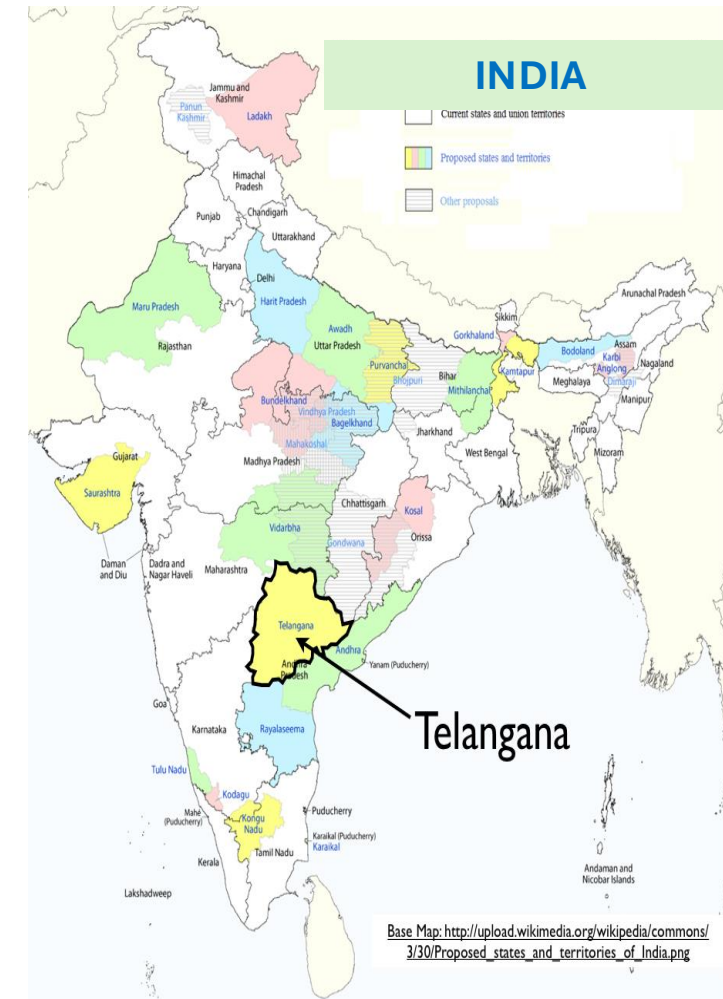 INDIA
Current states and union territories
Proposed states and territories
Other proposals
Jammu and
Kashmir
Panun
Kashmir
Ladakh
Himachal
Pradesh
Punjab
Chandigarh
Uttarakhand
Haryana
Delhi
Harit Pradesh
Maru Pradesh
Rajasthan
Awadh
Uttar Pradesh
Purvanchal
Bhojpuri
Bihar
Mithilanchal
Sikkim
Gorkhaland
Kamtapur
Arunachal Pradesh
Assam
Bodoland
Karbi
Anglong
Dimaraji
Nagaland
Meghalaya
Manipur
Tripura
Mizoram
Bundelkhand
Vindhya Pradesh
Bagelkhand
Mahakoshal
Madhya Pradesh
Jharkhand
West Bengal
Gujarat
Saurashtra
Daman
and Diu
Dadra and
Nagar Haveli
Maharashtra
Vidarbha
Chhattisgarh
Gondwana
Kosal
Orissa
Telangana
Andhra
Andhra
Pradesh
Yanam (Puducherry)
Telangana
Goa
Karnataka
Rayalaseema
Tulu Nadu
Kodagu
Mahé
(Puducherry)
Kongu
Nadu
Puducherry
Karaikal (Puducherry)
Karaikal
Kerala
Tamil Nadu
Lakshadweep
Andaman and
Nicobar Islands
Base Map: http://upload.wikimedia.org/wikipedia/commons/
3/30/Proposed_states_and_territories_of_India.png